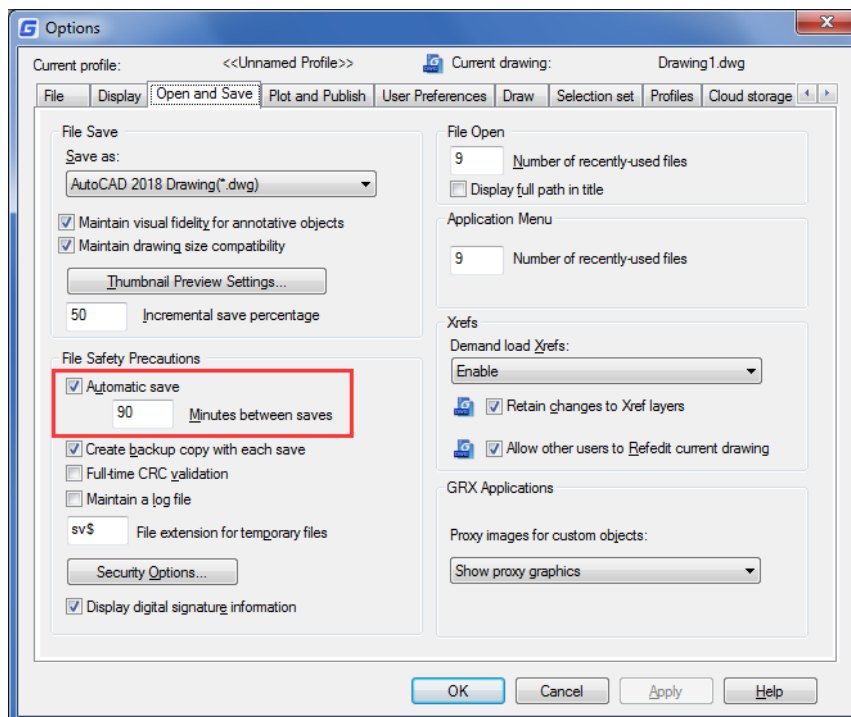 Options
Current profile: <<Unnamed Profile>> Current drawing: Drawing1.dwg
File Display Open and Save Plot and Publish User Preferences Draw Selection set Profiles Cloud storage
File Save
Save as:
AutoCAD 2018 Drawing(*.dwg)
Maintain visual fidelity for annotative objects
Maintain drawing size compatibility
Thumbnail Preview Settings...
50 Incremental save percentage
File Safety Precautions
Automatic save
90 Minutes between saves
Create backup copy with each save
Full-time CRC validation
Maintain a log file
sv$ File extension for temporary files
Security Options...
Display digital signature information
File Open
9 Number of recently-used files
Display full path in title
Application Menu
9 Number of recently-used files
Xrefs
Demand load Xrefs:
Enable
Retain changes to Xref layers
Allow other users to Refedit current drawing
GRX Applications
Proxy images for custom objects:
Show proxy graphics
OK Cancel Apply Help